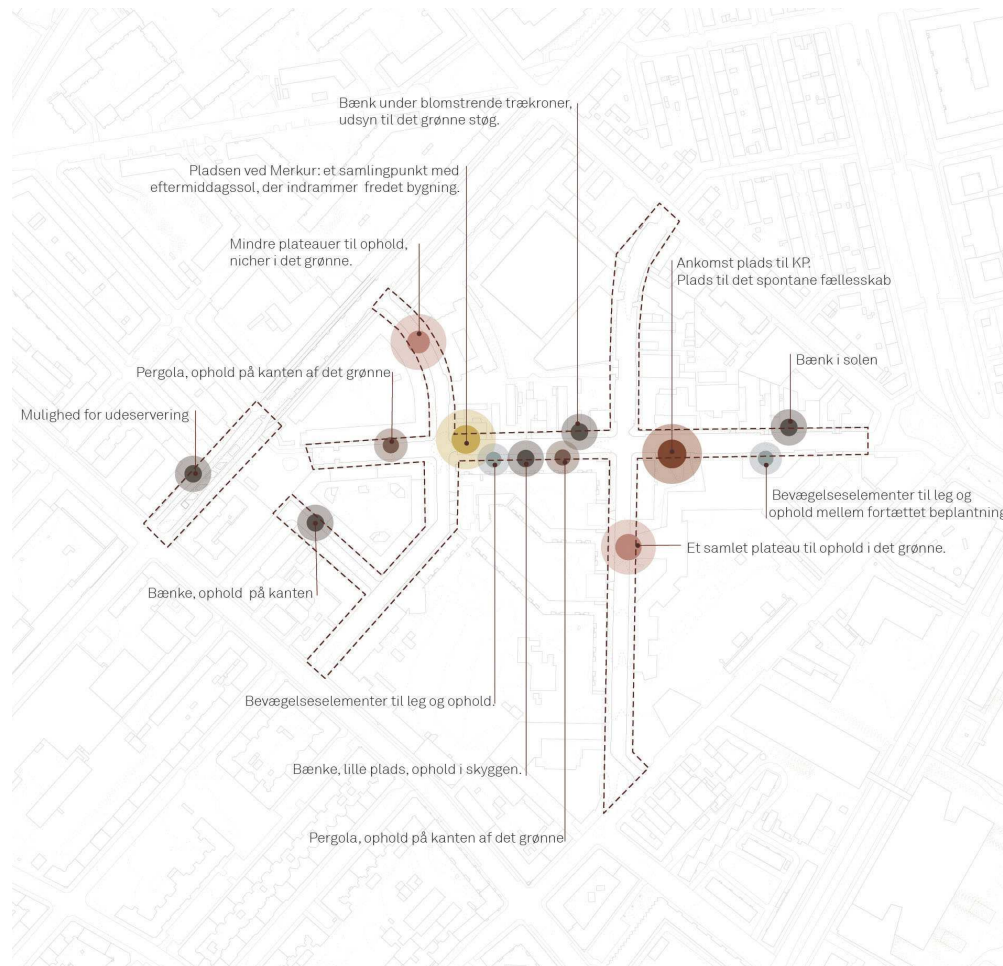 Bænk under blomstrende trækroner,
udsyn til det grønne støg.
Pladsen ved Merkur: et samlingpunkt med
eftermiddagssol, der indrammer fredet bygning.
Mindre plateauer til ophold,
nicher i det grønne.
Ankomst plads til KP.
Plads til det spontane fællesskab
Bænk i solen
Pergola, ophold på kanten af det grønne
Mulighed for udeservering
Bevægelseselementer til leg og
ophold mellem fortættet beplantning
Et samlet plateau til ophold i det grønne.
Bænke, ophold på kanten
Bevægelseselementer til leg og ophold.
Bænke, lille plads, ophold i skyggen.
Pergola, ophold på kanten af det grønne